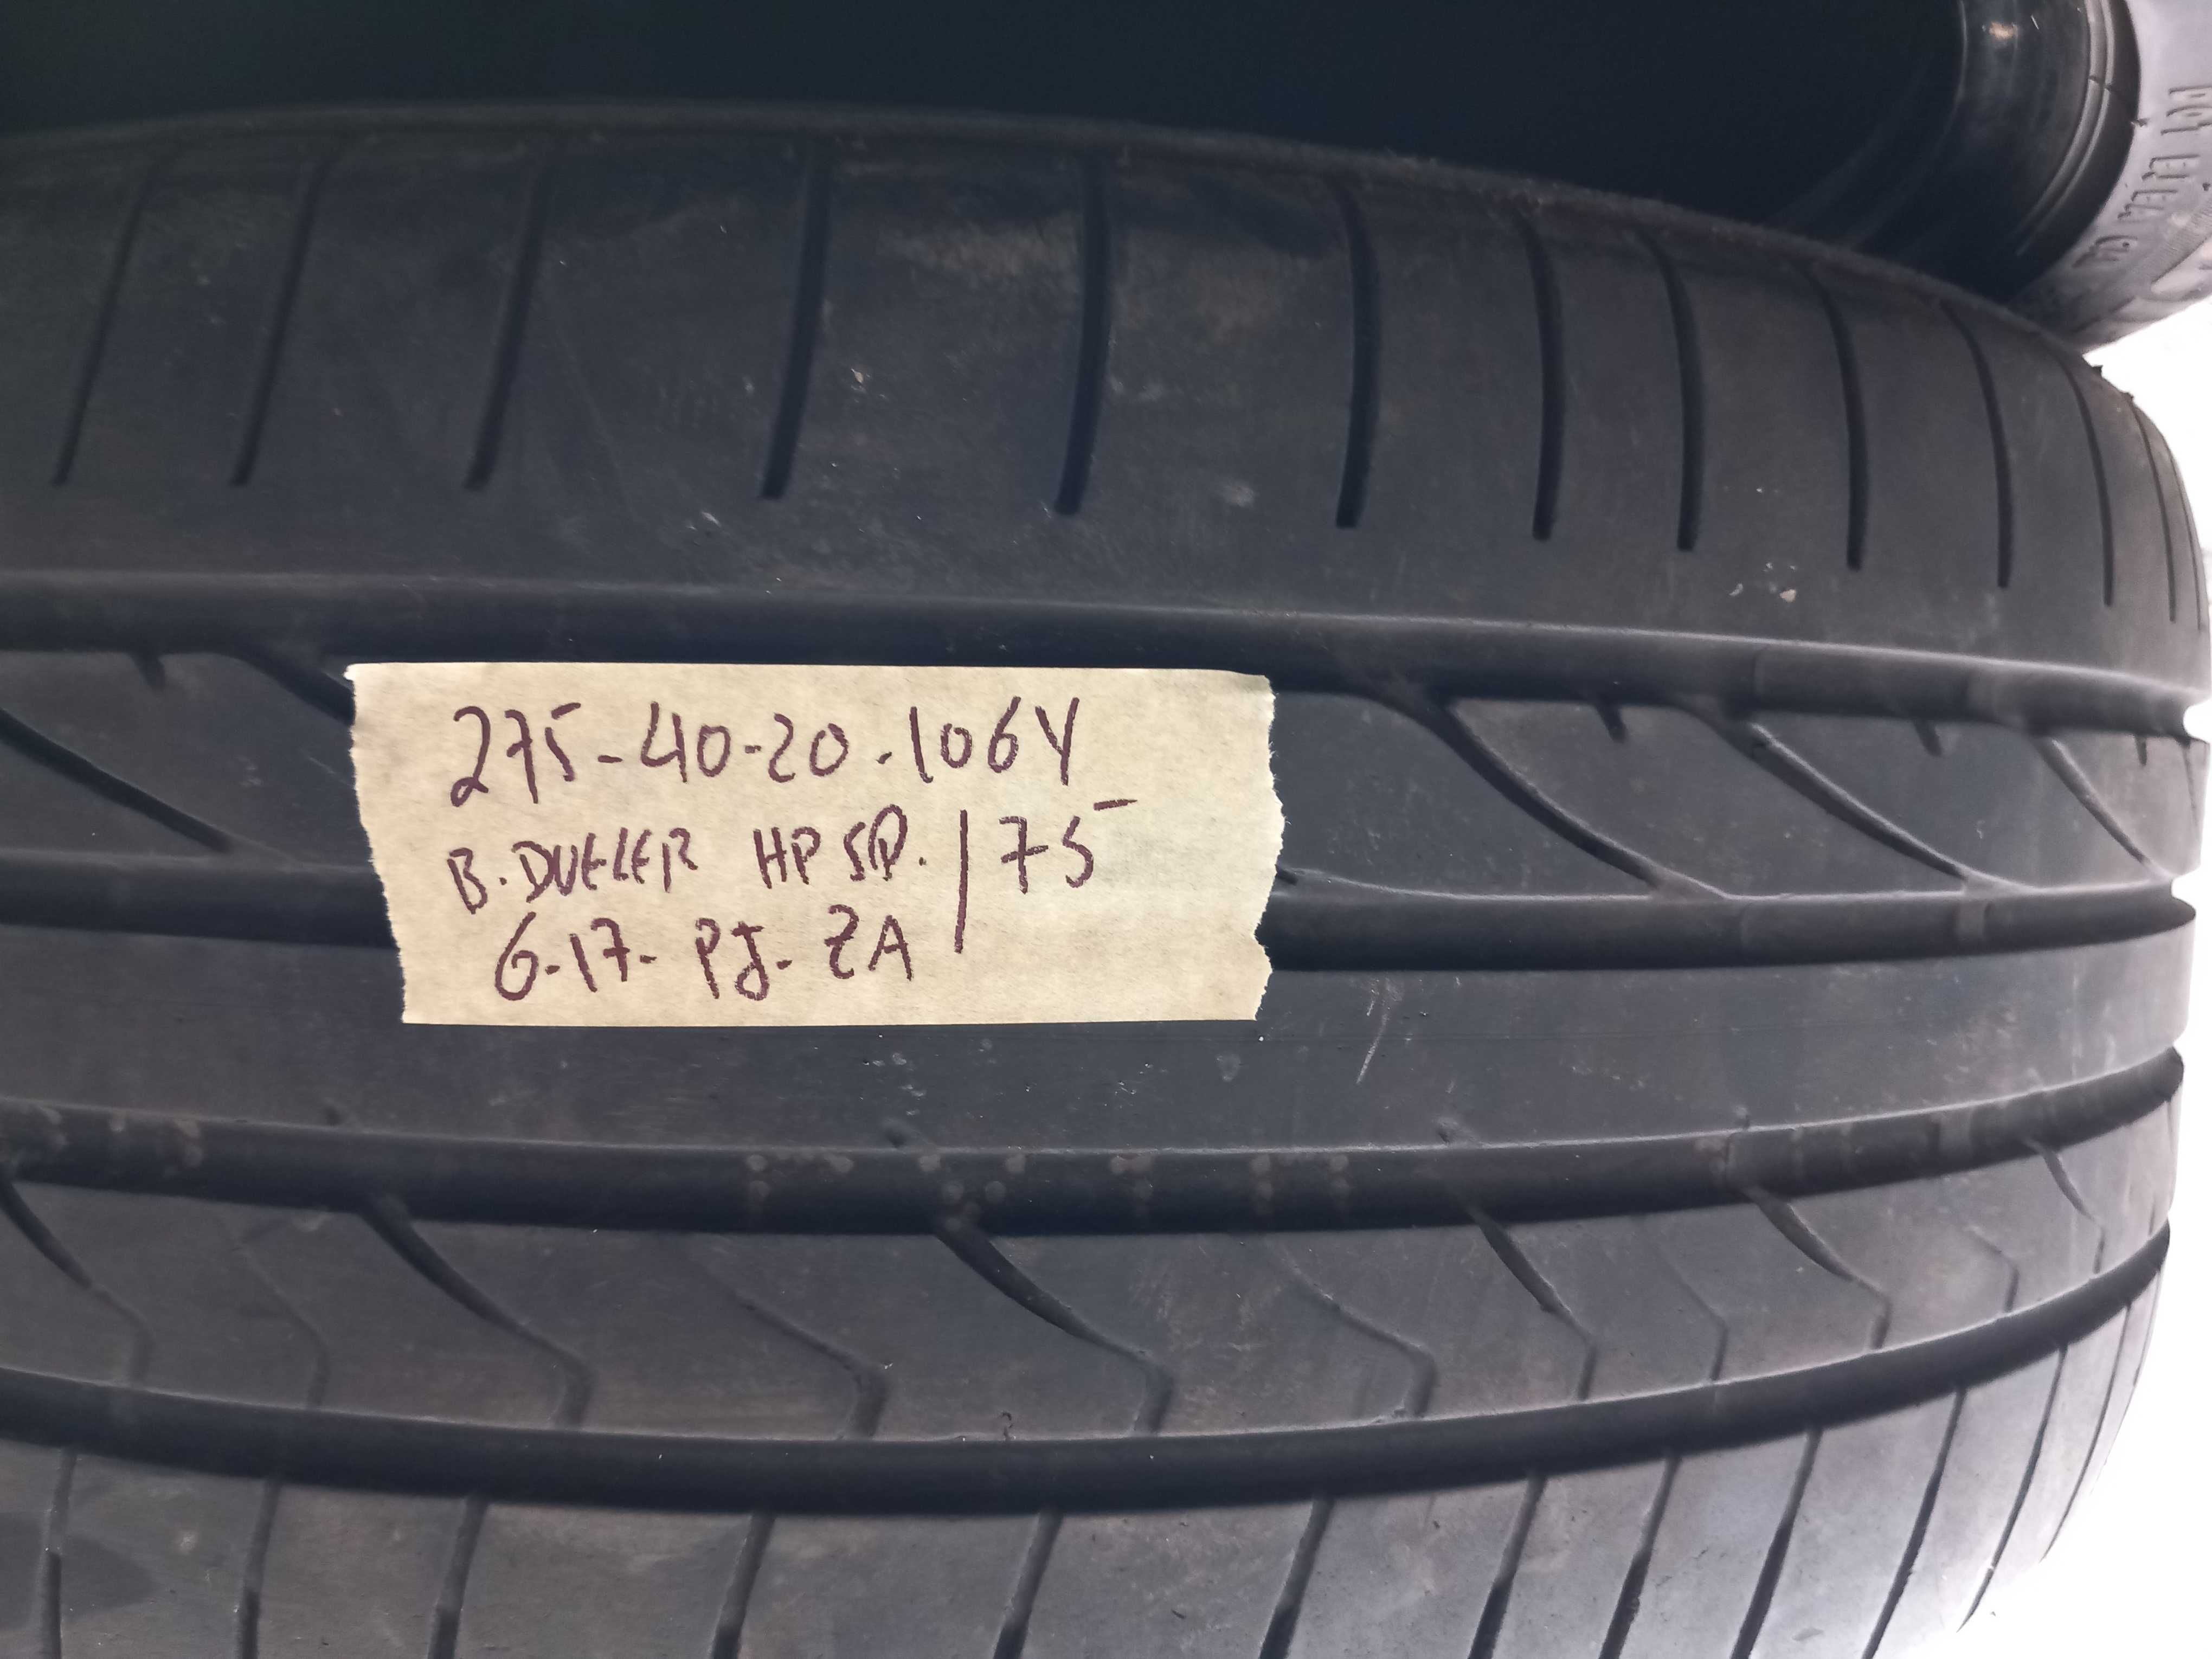 275-40-20.106Y
B.DUELER HP SP. / 75
6-17- PJ- ZA